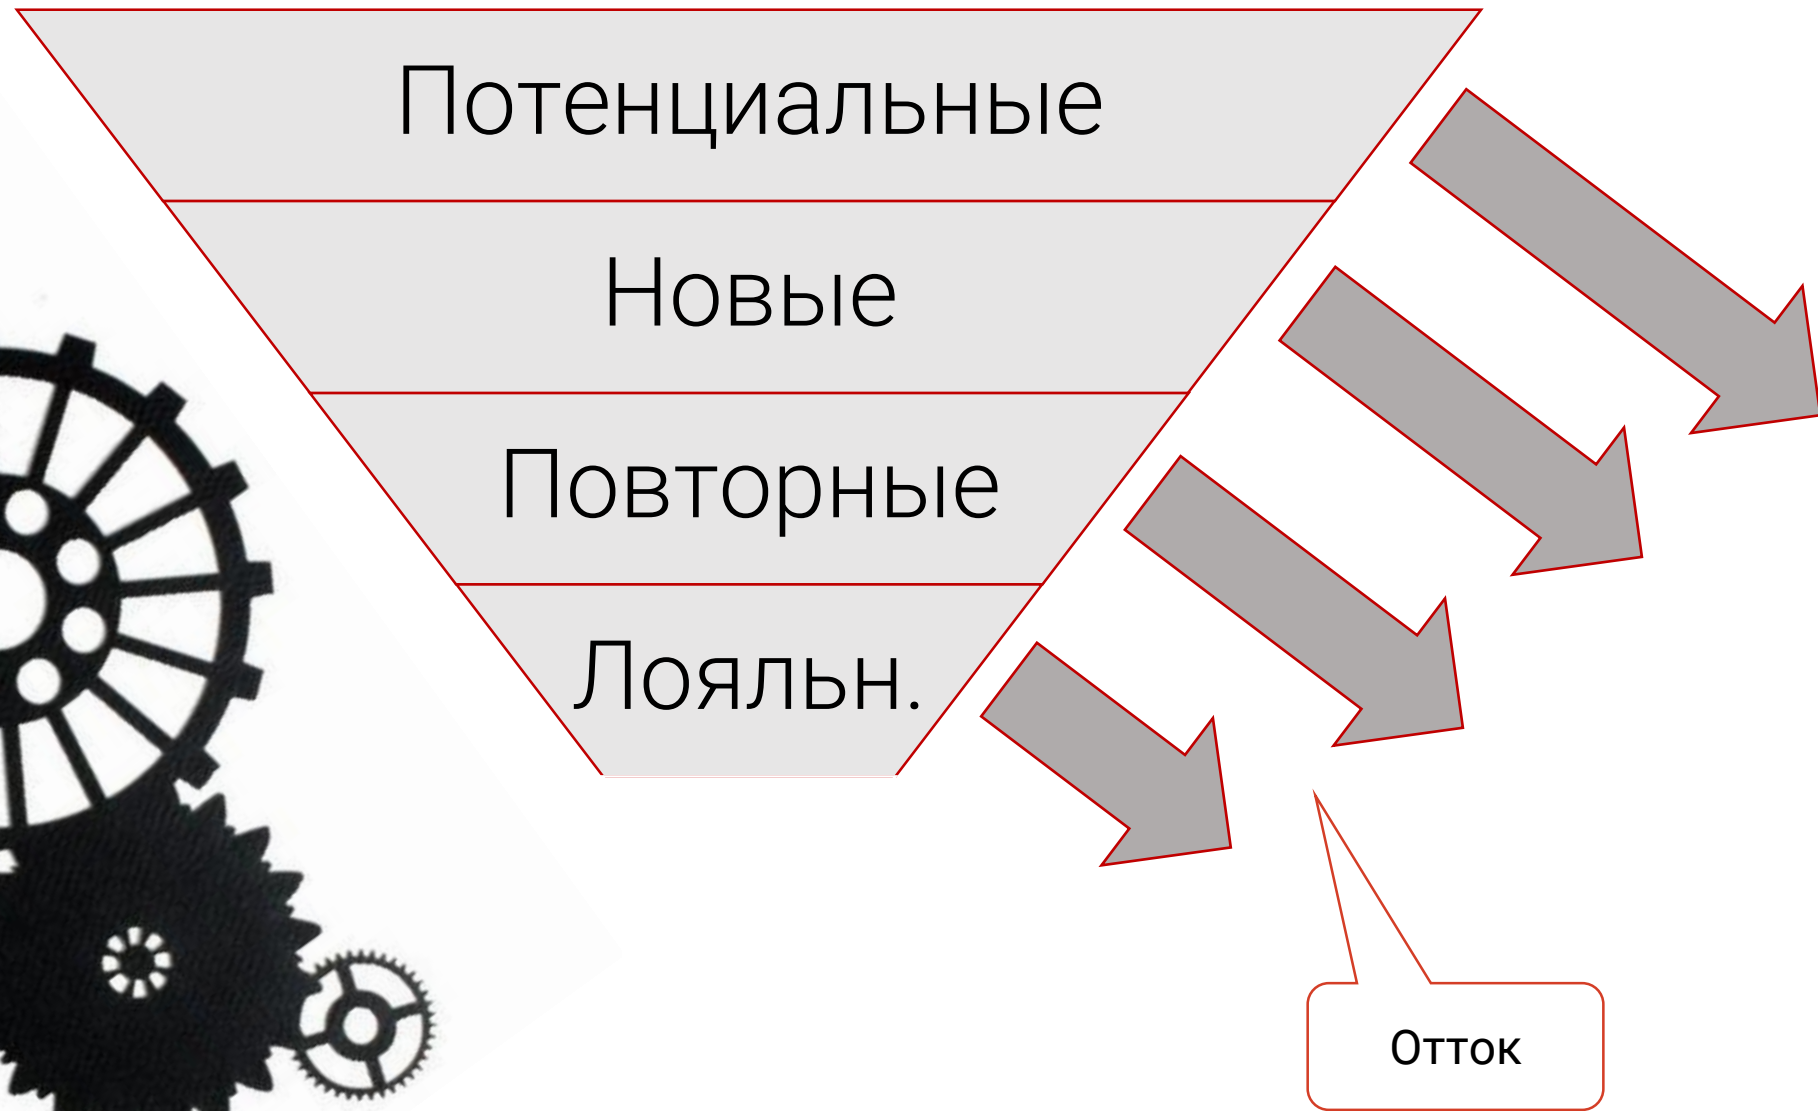 Потенциальные
Новые
Повторные
Лояльн.
Отток